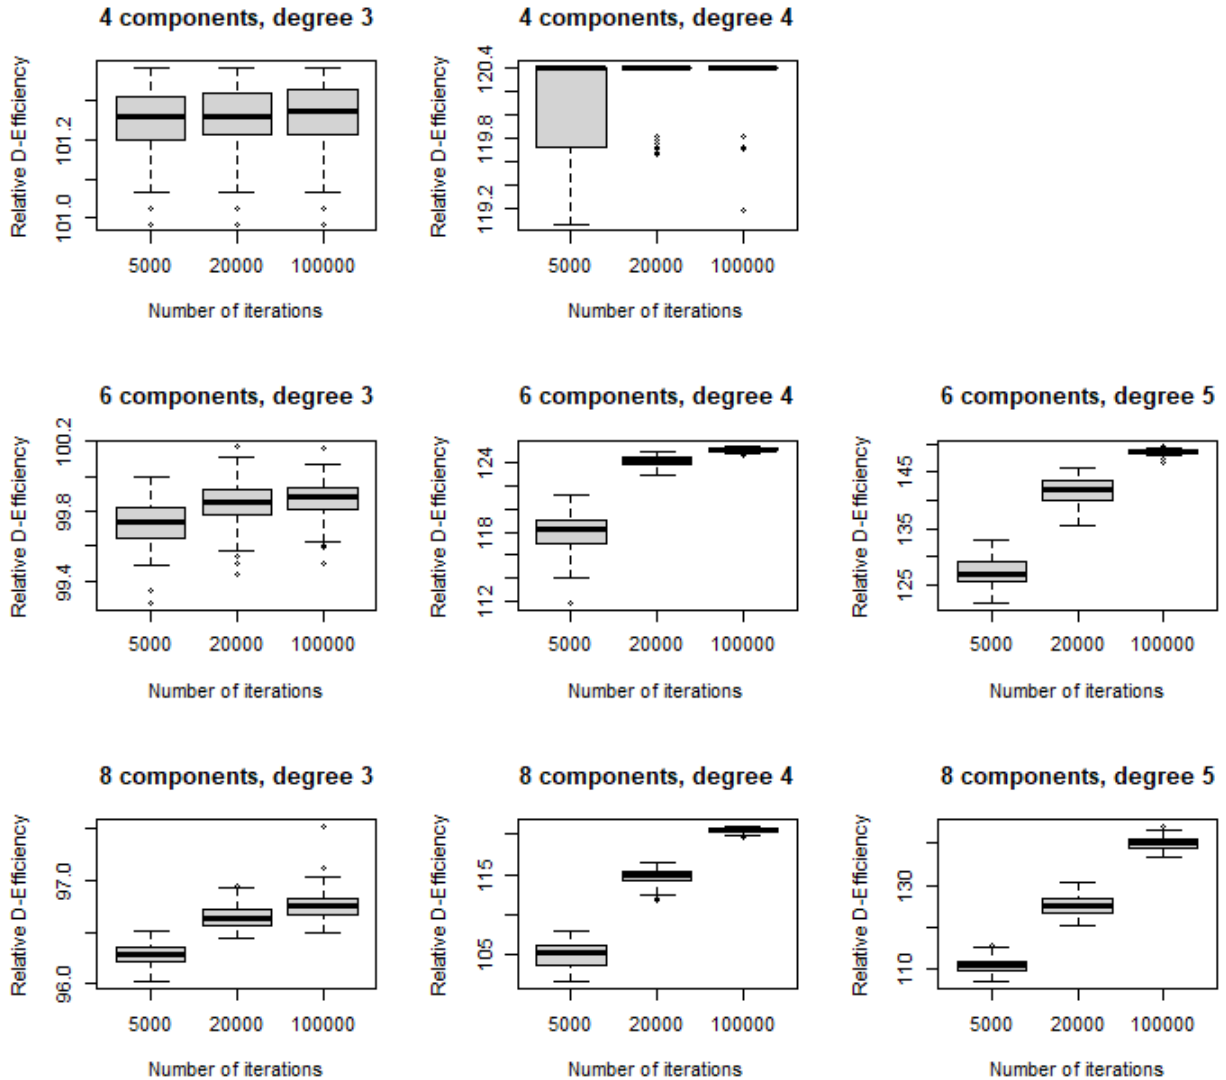 4 components, degree 3
Relative D-Efficiency
101.2
101.0
5000 20000 100000
Number of iterations
4 components, degree 4
Relative D-Efficiency
120.4
119.8
119.2
5000 20000 100000
Number of iterations
6 components, degree 3
Relative D-Efficiency
100.2
99.8
99.4
5000 20000 100000
Number of iterations
6 components, degree 4
Relative D-Efficiency
124
118
112
5000 20000 100000
Number of iterations
6 components, degree 5
Relative D-Efficiency
145
135
125
5000 20000 100000
Number of iterations
8 components, degree 3
Relative D-Efficiency
97.0
96.0
5000 20000 100000
Number of iterations
8 components, degree 4
Relative D-Efficiency
115
105
5000 20000 100000
Number of iterations
8 components, degree 5
Relative D-Efficiency
130
110
5000 20000 100000
Number of iterations